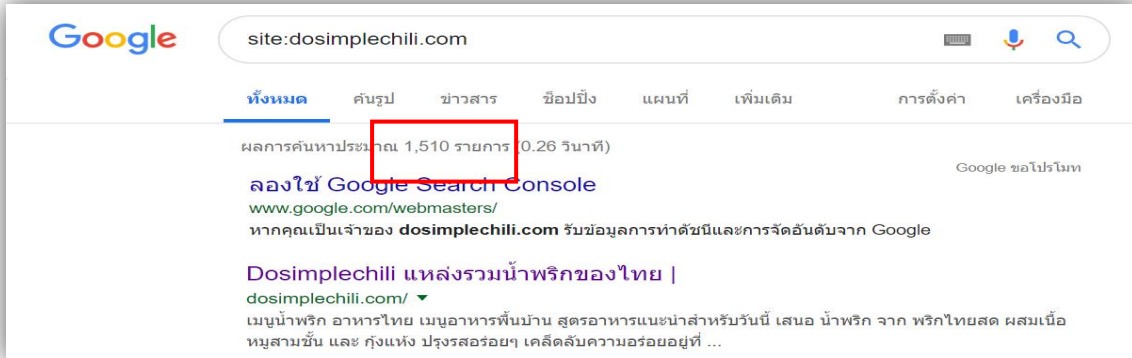 Google
site:dosimplechili.com
ทั้งหมด ค้นรูป ข่าวสาร ช็อปปิ้ง แผนที่ เพิ่มเติม การตั้งค่า เครื่องมือ
ผลการค้นหาประมาณ 1,510 รายการ (0.26 วินาที)
Google ขอโปรโมท
ลองใช้ Google Search Console
www.google.com/webmasters/
หากคุณเป็นเจ้าของ dosimplechili.com รับข้อมูลการทำดัชนีและการจัดอันดับจาก Google
Dosimplechili แหล่งรวมน้ำพริกของไทย |
dosimplechili.com/
เมนูน้ำพริก อาหารไทย เมนูอาหารพื้นบ้าน สูตรอาหารแนะนำสำหรับวันนี้ เสนอ น้ำพริก จาก พริกไทยสด ผสมเนื้อ
หมูสามชั้น และ กุ้งแห้ง ปรุงรสอร่อยๆ เคล็ดลับความอร่อยอยู่ที่ ...